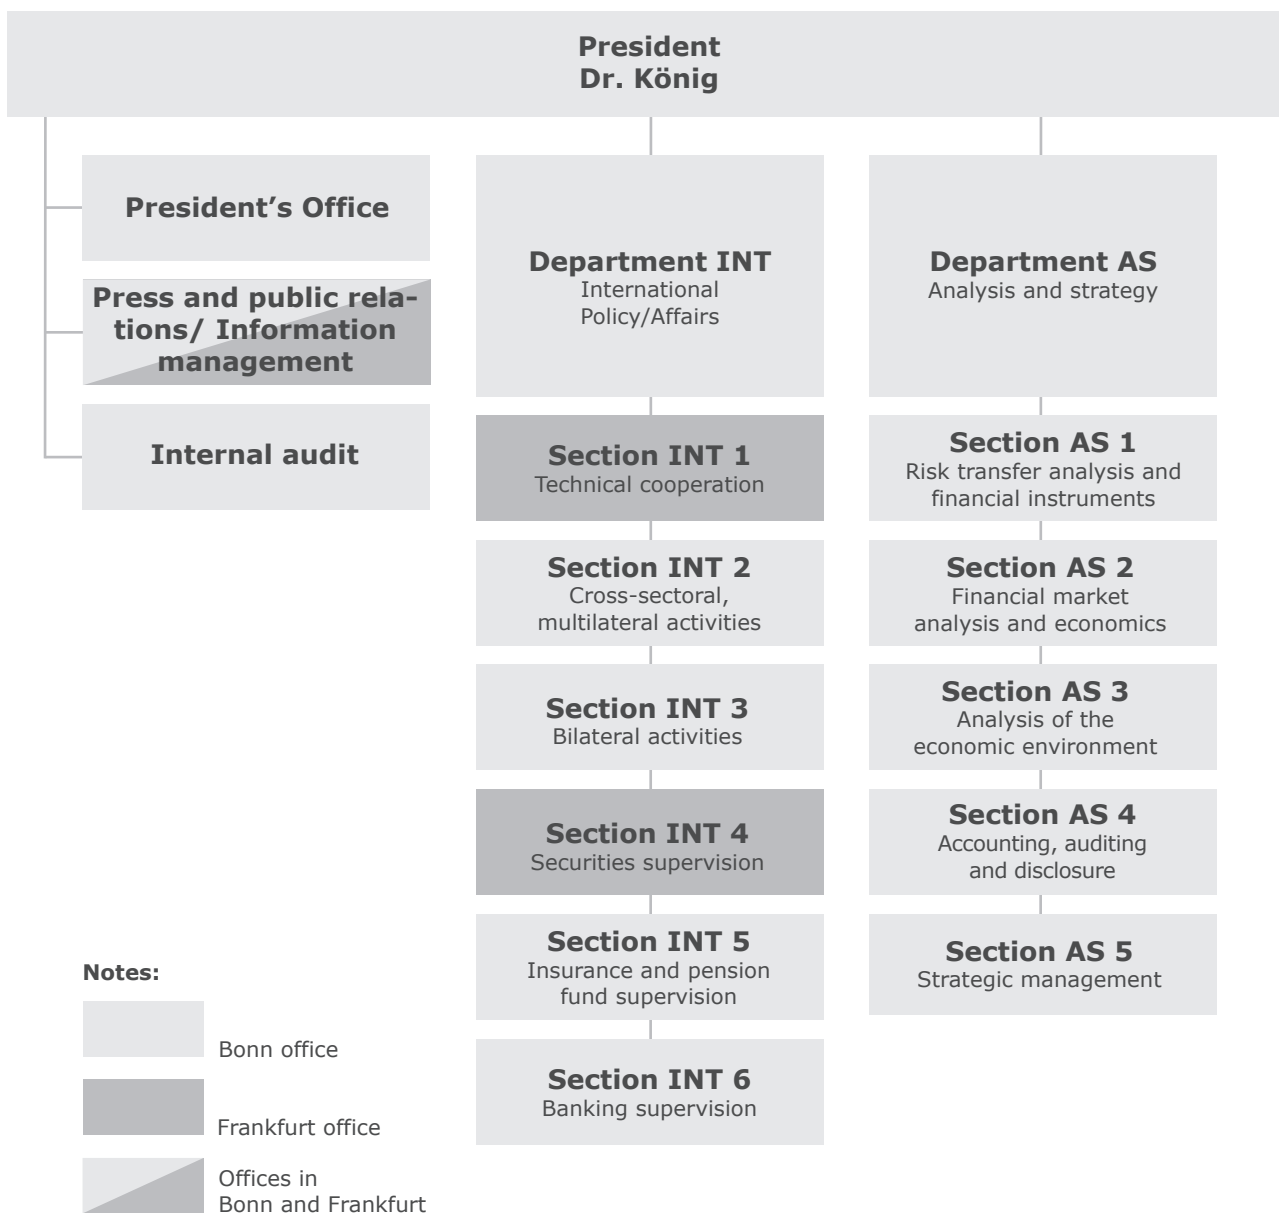 President
Dr. König
President’s Office
Press and public rela-
tions/ Information
management
Internal audit
Department INT
International
Policy/Affairs
Section INT 1
Technical cooperation
Section INT 2
Cross-sectoral,
multilateral activities
Section INT 3
Bilateral activities
Section INT 4
Securities supervision
Section INT 5
Insurance and pension
fund supervision
Section INT 6
Banking supervision
Department AS
Analysis and strategy
Section AS 1
Risk transfer analysis and
financial instruments
Section AS 2
Financial market
analysis and economics
Section AS 3
Analysis of the
economic environment
Section AS 4
Accounting, auditing
and disclosure
Section AS 5
Strategic management
Notes:
Bonn office
Frankfurt office
Offices in
Bonn and Frankfurt